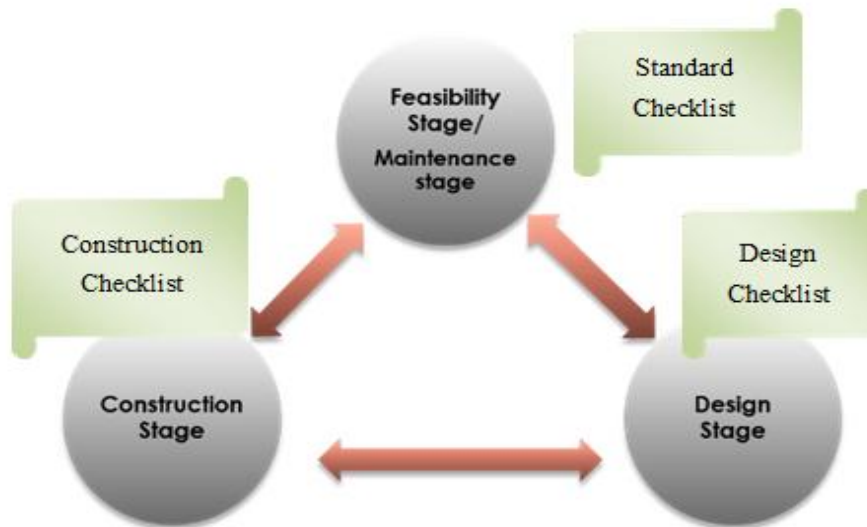 Feasibility
Stage/
Maintenance
stage
Standard
Checklist
Construction
Checklist
Design
Checklist
Construction
Stage
Design
Stage